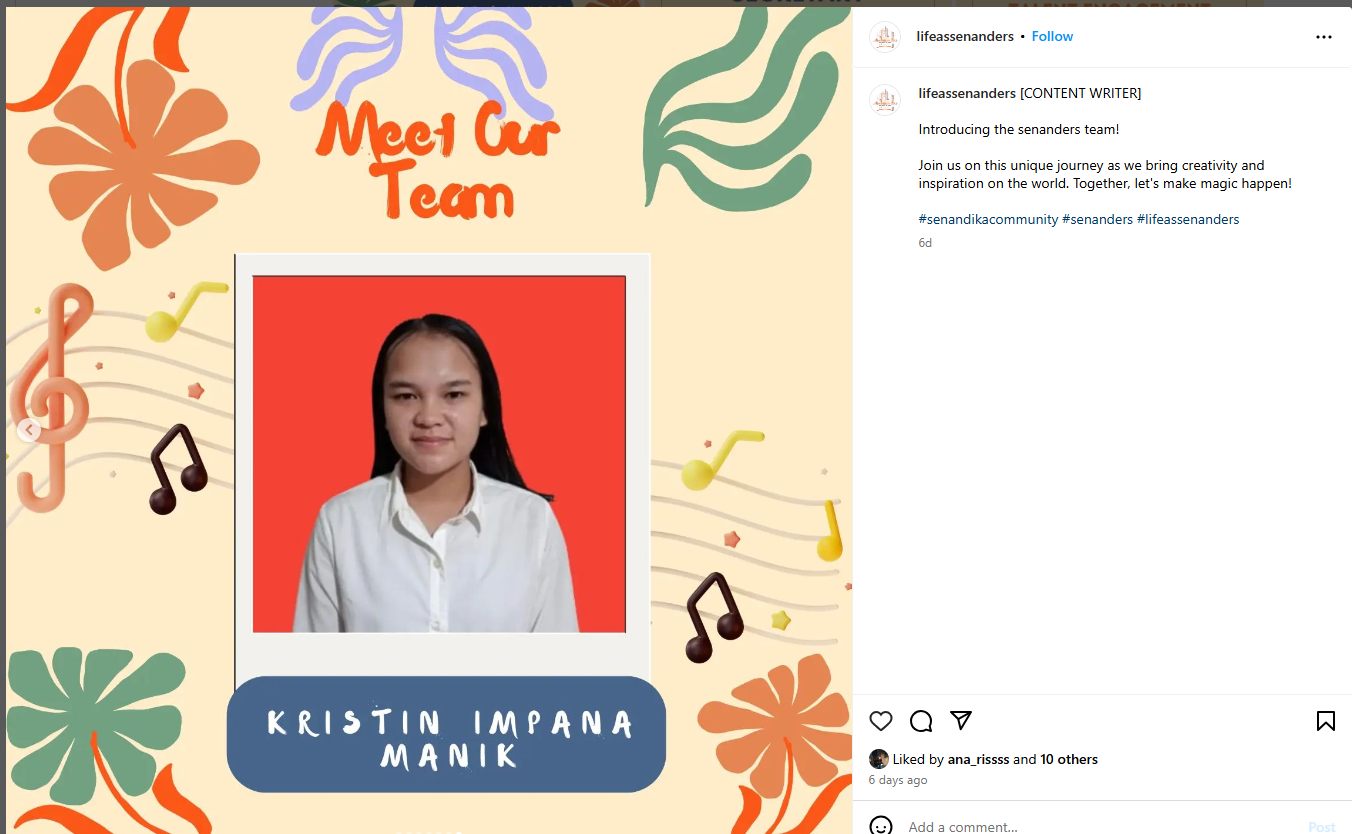 Meet Our
Team
KRISTIN IMPANA
MANIK
lifeassenanders • Follow
lifeassenanders [CONTENT WRITER]
Introducing the senanders team!
Join us on this unique journey as we bring creativity and
inspiration on the world. Together, let's make magic happen!
#senandikacommunity #senanders #lifeassenanders
6d
Liked by ana_rissss and 10 others
6 days ago
Add a comment...
Post